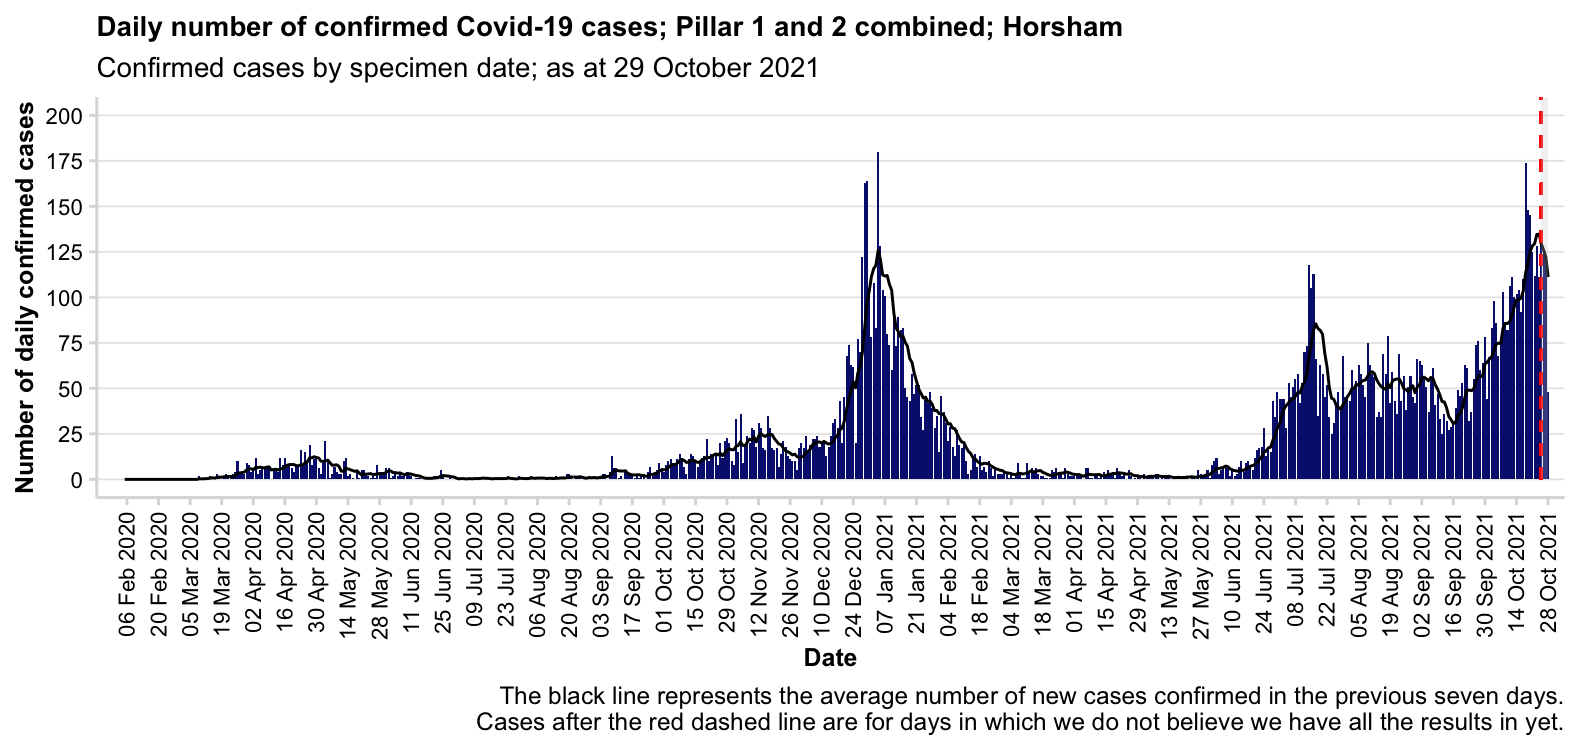 Daily number of confirmed Covid-19 cases; Pillar 1 and 2 combined; Horsham
Confirmed cases by specimen date; as at 29 October 2021
Number of daily confirmed cases
200
175
150
125
100
75
50
25
0
06 Feb 2020
20 Feb 2020
05 Mar 2020
19 Mar 2020
02 Apr 2020
16 Apr 2020
30 Apr 2020
14 May 2020
28 May 2020
11 Jun 2020
25 Jun 2020
09 Jul 2020
23 Jul 2020
06 Aug 2020
20 Aug 2020
03 Sep 2020
17 Sep 2020
01 Oct 2020
15 Oct 2020
29 Oct 2020
12 Nov 2020
26 Nov 2020
10 Dec 2020
24 Dec 2020
07 Jan 2021
21 Jan 2021
04 Feb 2021
18 Feb 2021
04 Mar 2021
18 Mar 2021
01 Apr 2021
15 Apr 2021
29 Apr 2021
13 May 2021
27 May 2021
10 Jun 2021
24 Jun 2021
08 Jul 2021
22 Jul 2021
05 Aug 2021
19 Aug 2021
02 Sep 2021
16 Sep 2021
30 Sep 2021
14 Oct 2021
28 Oct 2021
Date
The black line represents the average number of new cases confirmed in the previous seven days.
Cases after the red dashed line are for days in which we do not believe we have all the results in yet.